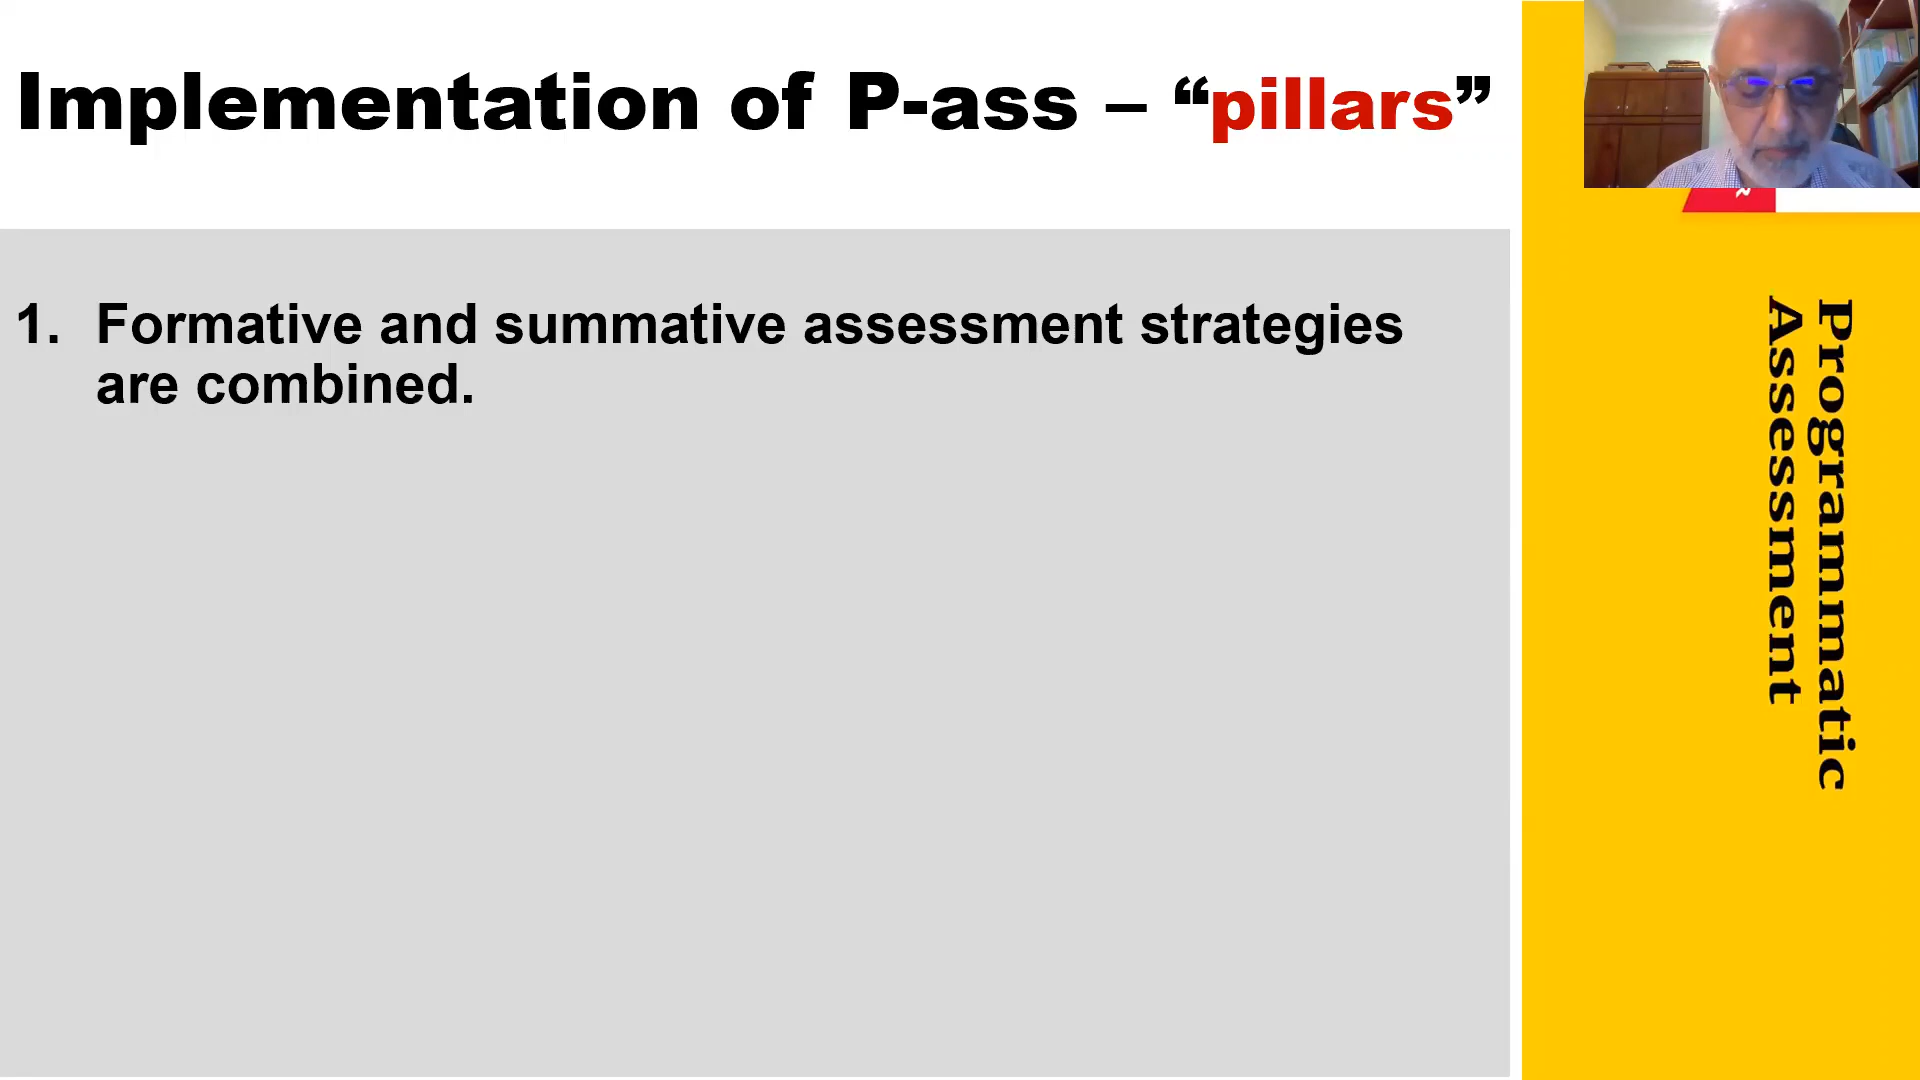 Implementation of P-ass – “pillars”
1. Formative and summative assessment strategies
are combined.
Programmatic
Assessment